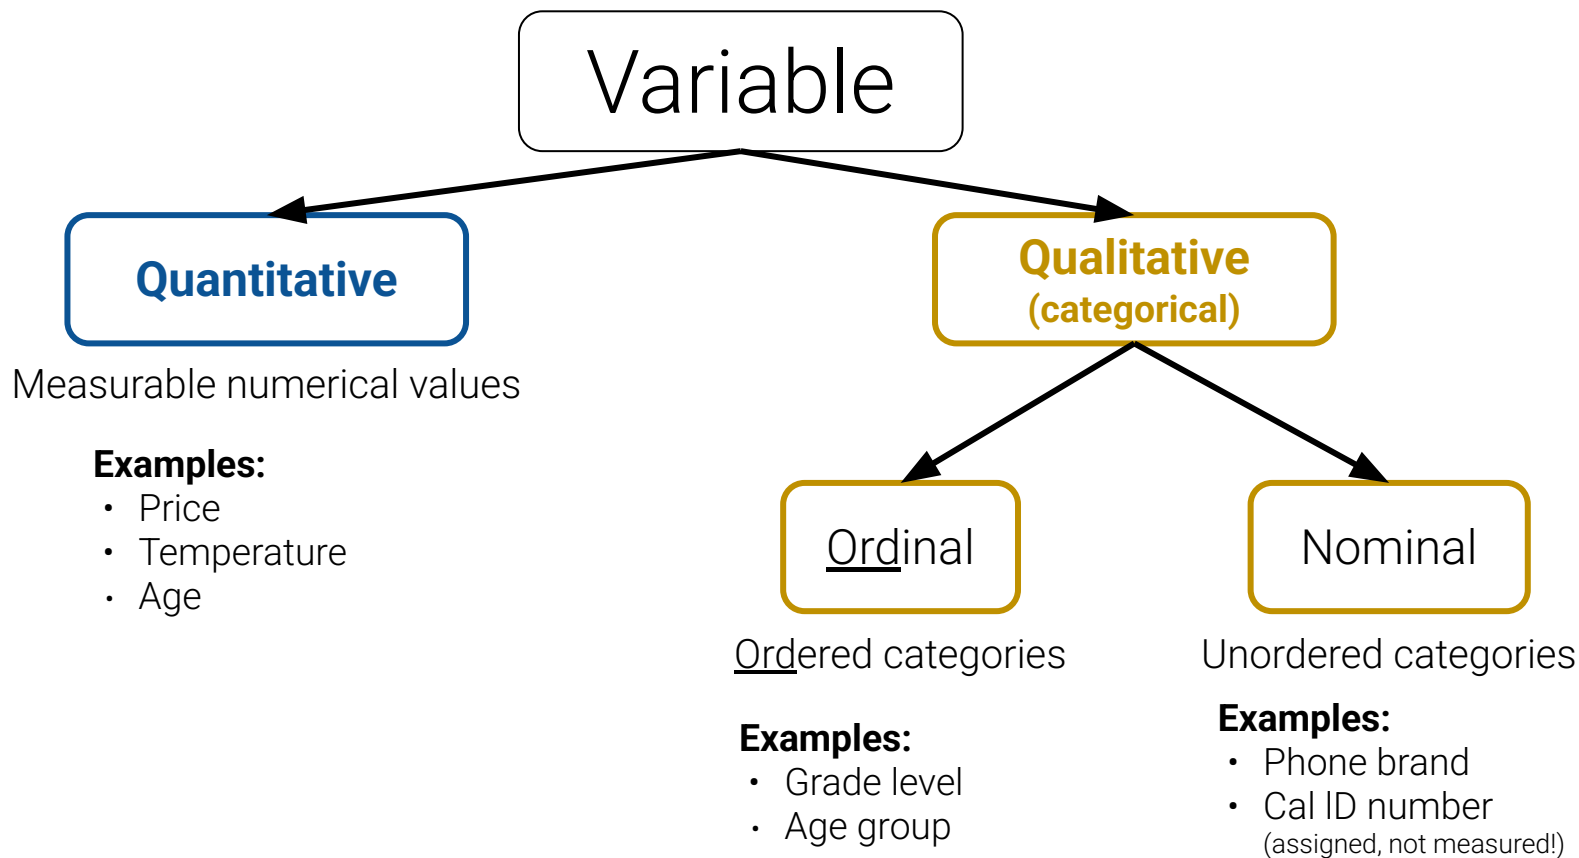 Variable
Quantitative
Measurable numerical values
Examples:
• Price
• Temperature
• Age
Qualitative
(categorical)
Ordinal
Ordered categories
Examples:
• Grade level
• Age group
Nominal
Unordered categories
Examples:
• Phone brand
• Cal ID number
(assigned, not measured!)